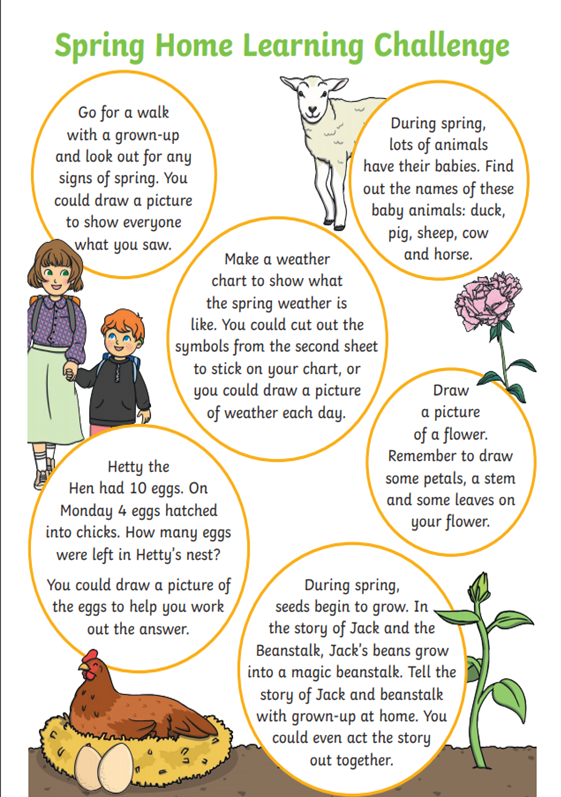 Spring Home Learning Challenge
Go for a walk
with a grown-up
and look out for any
signs of spring. You
could draw a picture
to show everyone
what you saw.
During spring,
lots of animals
have their babies. Find
out the names of these
baby animals: duck,
pig, sheep, cow
and horse.
Make a weather
chart to show what
the spring weather is
like. You could cut out the
symbols from the second sheet
to stick on your chart, or
you could draw a picture
of weather each day.
Draw
a picture
of a flower.
Remember to draw
some petals, a stem
and some leaves on
your flower.
Hetty the
Hen had 10 eggs. On
Monday 4 eggs hatched
into chicks. How many eggs
were left in Hetty's nest?
You could draw a picture of
the eggs to help you work
out the answer.
During spring,
seeds begin to grow. In
the story of Jack and the
Beanstalk, Jack's beans grow
into a magic beanstalk. Tell the
story of Jack and beanstalk
with grown-up at home. You
could even act the story
out together.